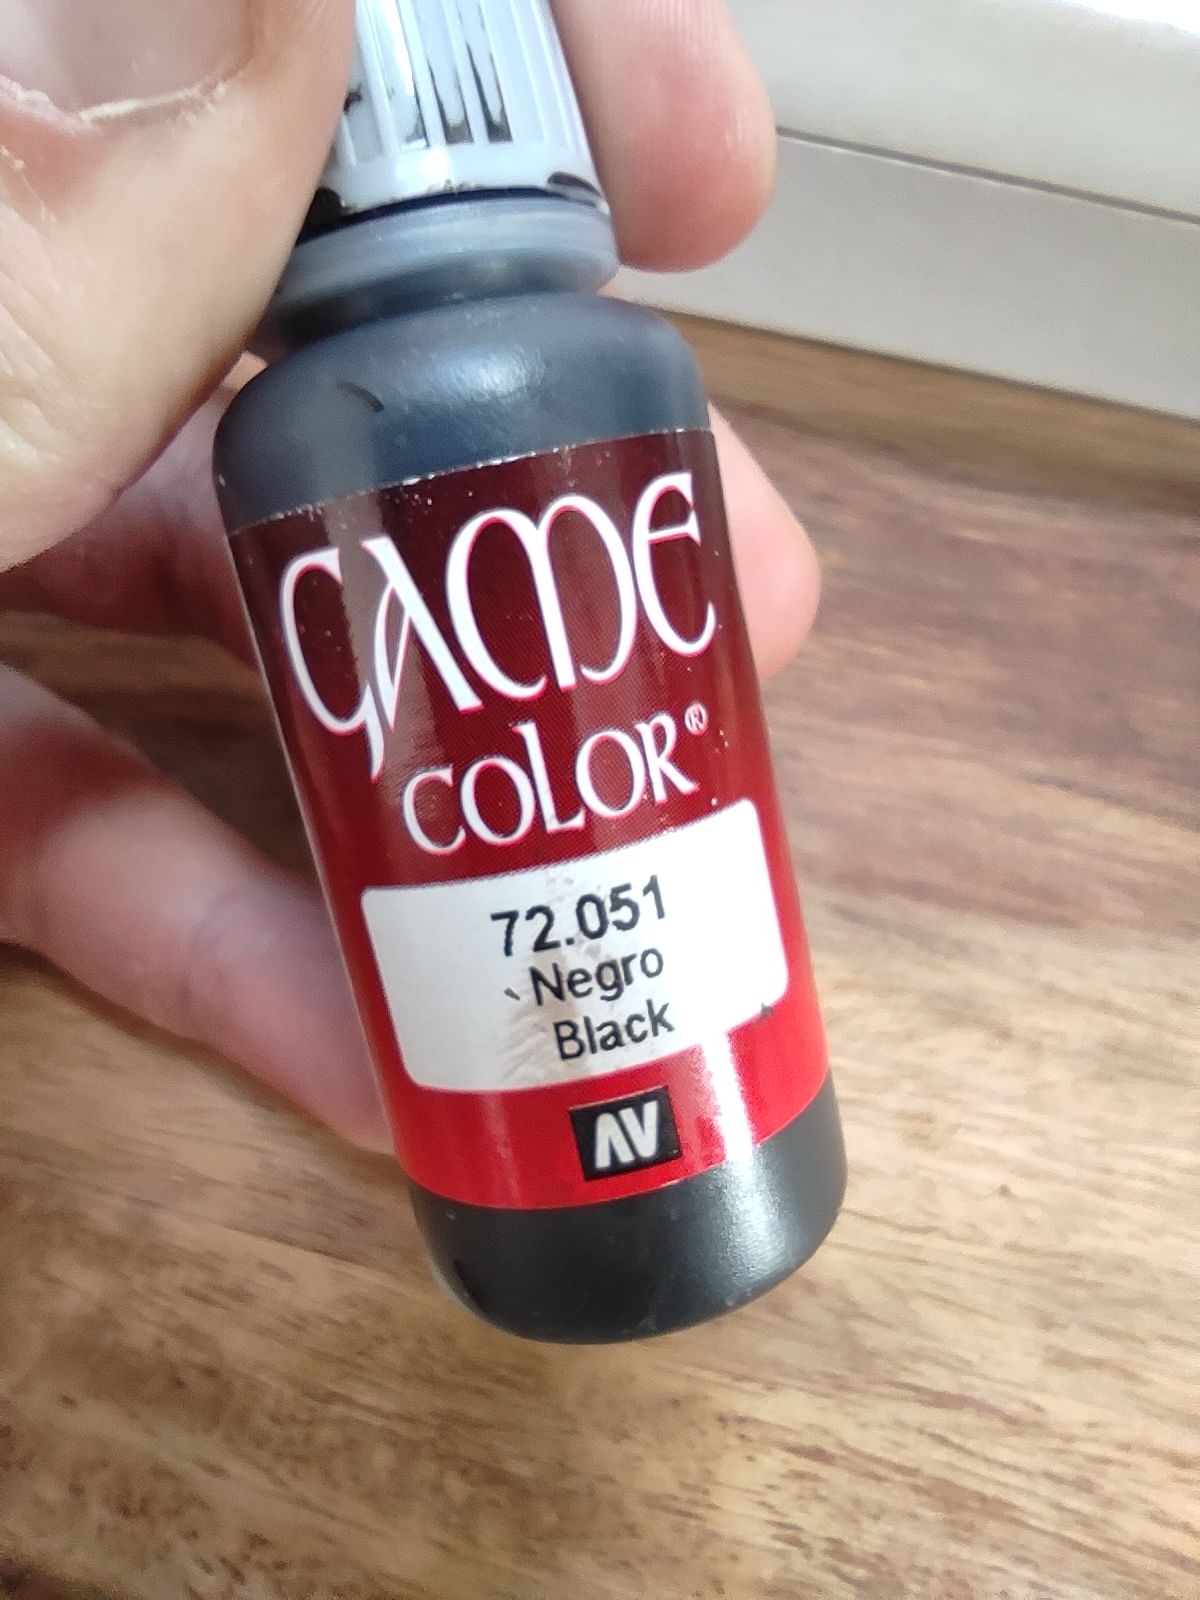 GAME
COLOR®
72.051
Negro
Black
AV